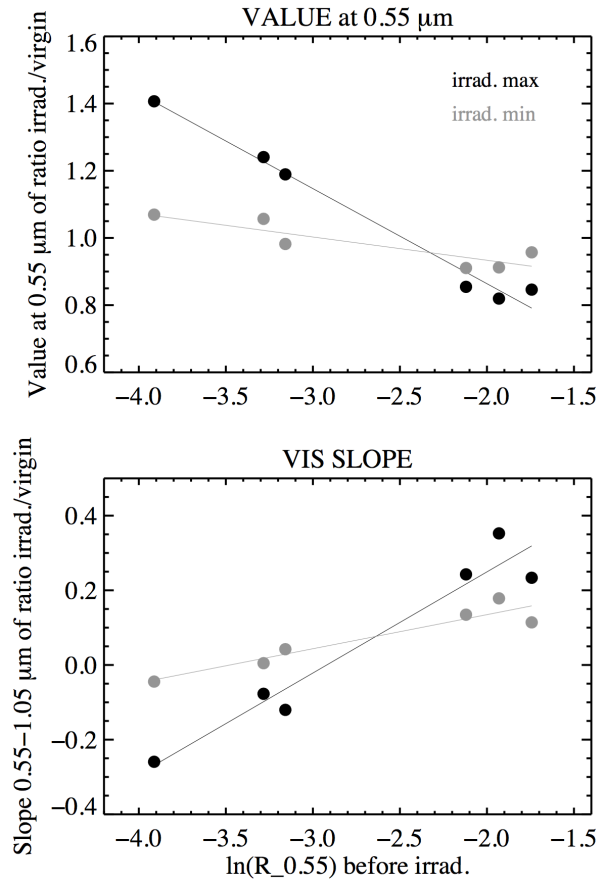 VALUE at 0.55 μm
Value at 0.55 μm of ratio irrad./virgin
1.6
1.4
1.2
1.0
0.8
0.6
irrad. max
irrad. min
−4.0 −3.5 −3.0 −2.5 −2.0 −1.5
VIS SLOPE
Slope 0.55−1.05 μm of ratio irrad./virgin
0.4
0.2
0.0
−0.2
−0.4
−4.0 −3.5 −3.0 −2.5 −2.0 −1.5
ln(R_0.55) before irrad.